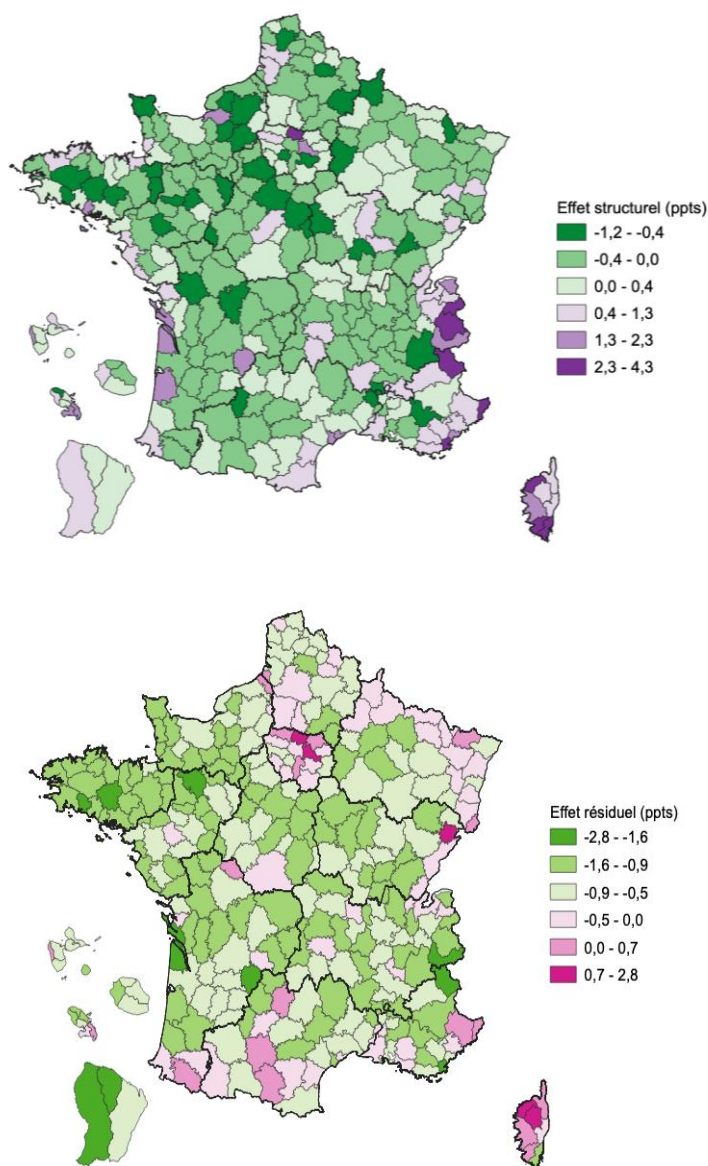 Effet structurel (ppts)
-1,2 - -0,4
-0,4 - 0,0
0,0 - 0,4
0,4 - 1,3
1,3 - 2,3
2,3 - 4,3
Effet résiduel (ppts)
-2,8 - -1,6
-1,6 - -0,9
-0,9 - -0,5
-0,5 - 0,0
0,0 - 0,7
0,7 - 2,8